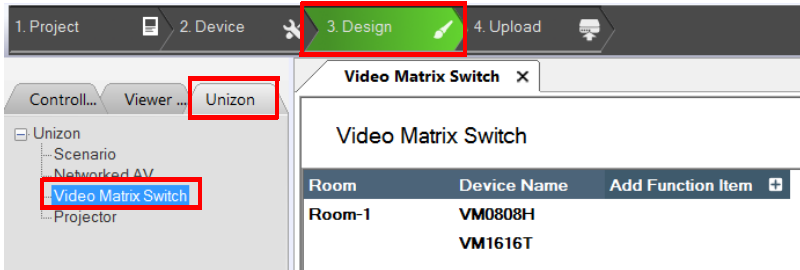 1. Project 2. Device 3. Design 4. Upload
Controll... Viewer ... Unizon
Unizon
Scenario
Networked AV
Video Matrix Switch
Projector
Video Matrix Switch X
Video Matrix Switch
Room Device Name Add Function Item
Room-1 VM0808H
VM1616T